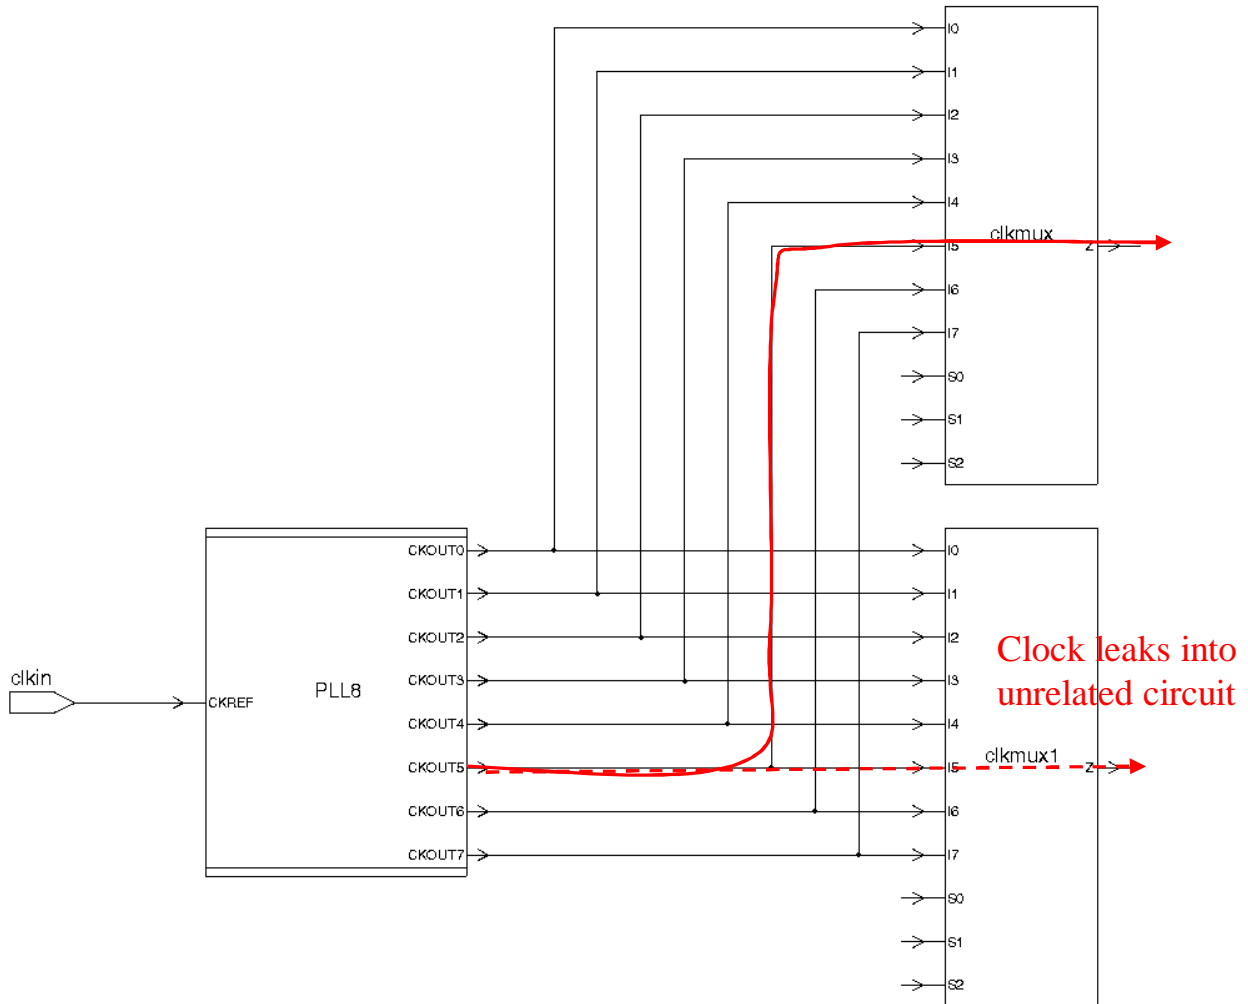 I0
I1
I2
I3
I4
I5
clkmux
Z
I6
I7
S0
S1
S2
CKOUT0
I0
CKOUT1
I1
CKOUT2
I2
Clock leaks into
unrelated circuit
clkin
CKREF
PLL8
CKOUT3
I3
CKOUT4
I4
CKOUT5
I5
clkmux1
Z
CKOUT6
I6
CKOUT7
I7
S0
S1
S2